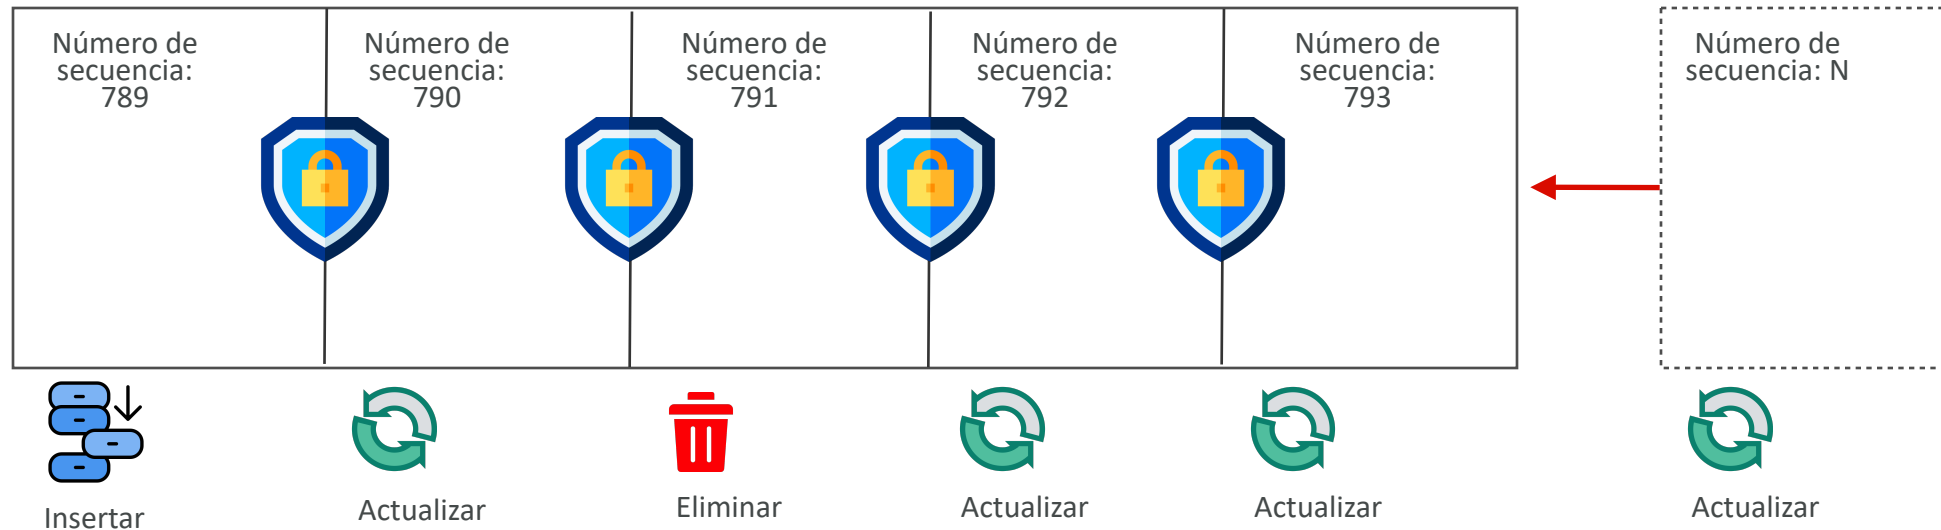 Número de
secuencia:
789
Número de
secuencia:
790
Número de
secuencia:
791
Número de
secuencia:
792
Número de
secuencia:
793
Número de
secuencia: N
Insertar
Actualizar
Eliminar
Actualizar
Actualizar
Actualizar